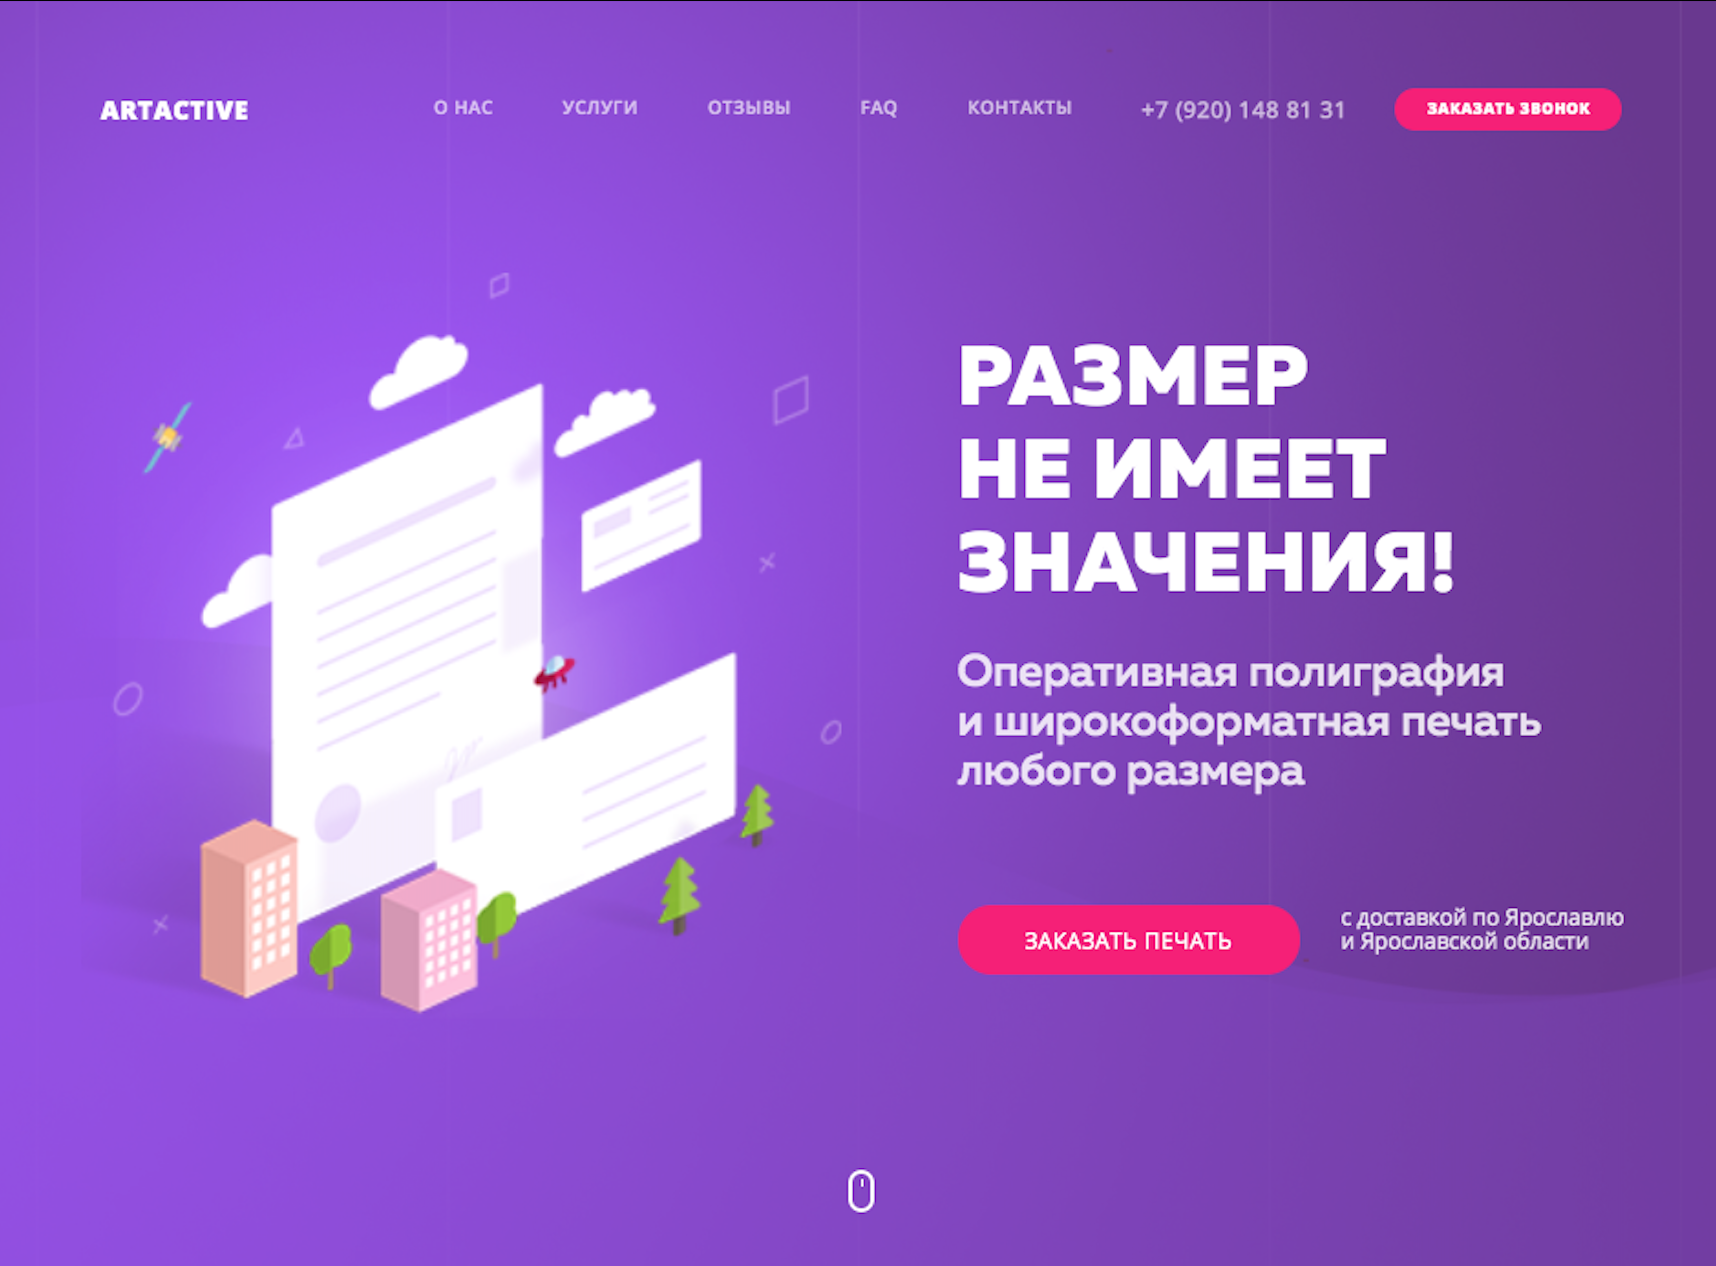 ARTACTIVE
О НАС
УСЛУГИ
ОТЗЫВЫ
FAQ
КОНТАКТЫ
+7 (920) 148 81 31
ЗАКАЗАТЬ ЗВОНОК
РАЗМЕР
НЕ ИМЕЕТ
ЗНАЧЕНИЯ!
Оперативная полиграфия
и широкоформатная печать
любого размера
ЗАКАЗАТЬ ПЕЧАТЬ
с доставкой по Ярославлю
и Ярославской области